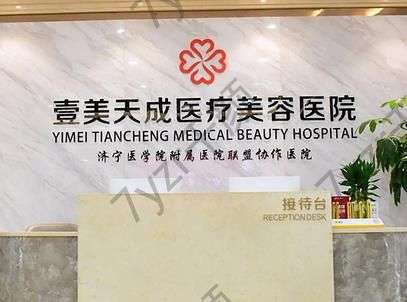 壹美天成医疗美容医院
YIMEI TIANCHENG MEDICAL BEAUTY HOSPITAL
济宁医学院附属医院联盟协作医院
接待台
RECEPTION DESK